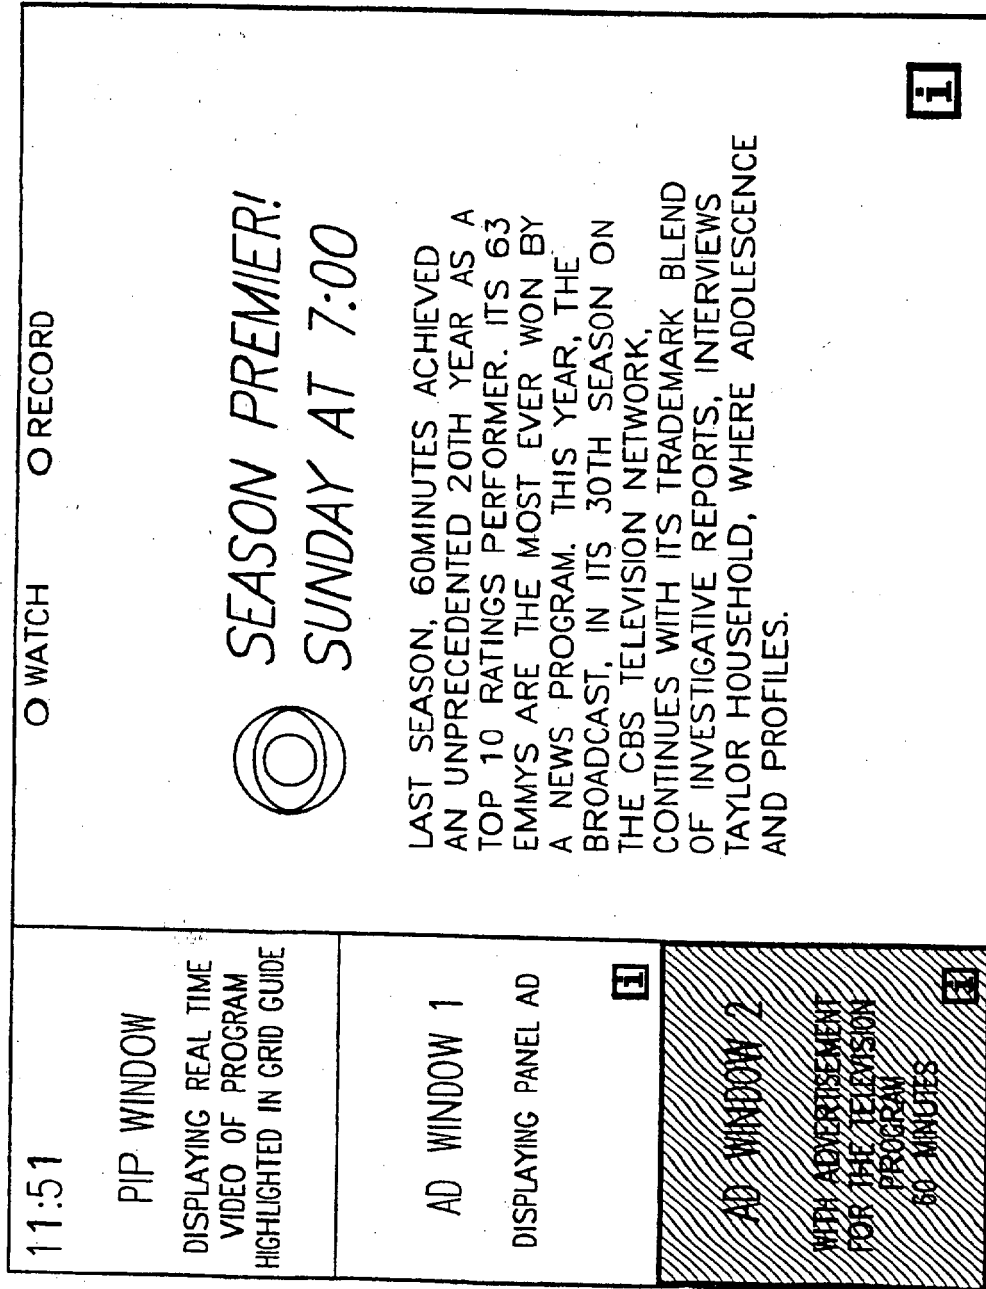 11:51
PIP WINDOW
DISPLAYING REAL TIME
VIDEO OF PROGRAM
HIGHLIGHTED IN GRID GUIDE
AD WINDOW 1
DISPLAYING PANEL AD
i
AD WINDOW 2
WITH ADVERTISEMENT
FOR THE TELEVISION
PROGRAM
60 MINUTES
i
O WATCH
O RECORD
SEASON PREMIER!
SUNDAY AT 7:00
LAST SEASON, 60MINUTES ACHIEVED
AN UNPRECEDENTED 20TH YEAR AS A
TOP 10 RATINGS PERFORMER. ITS 63
EMMYS ARE THE MOST EVER WON BY
A NEWS PROGRAM. THIS YEAR, THE
BROADCAST, IN ITS 30TH SEASON ON
THE CBS TELEVISION NETWORK,
CONTINUES WITH ITS TRADEMARK BLEND
OF INVESTIGATIVE REPORTS, INTERVIEWS
TAYLOR HOUSEHOLD, WHERE ADOLESCENCE
AND PROFILES.
i